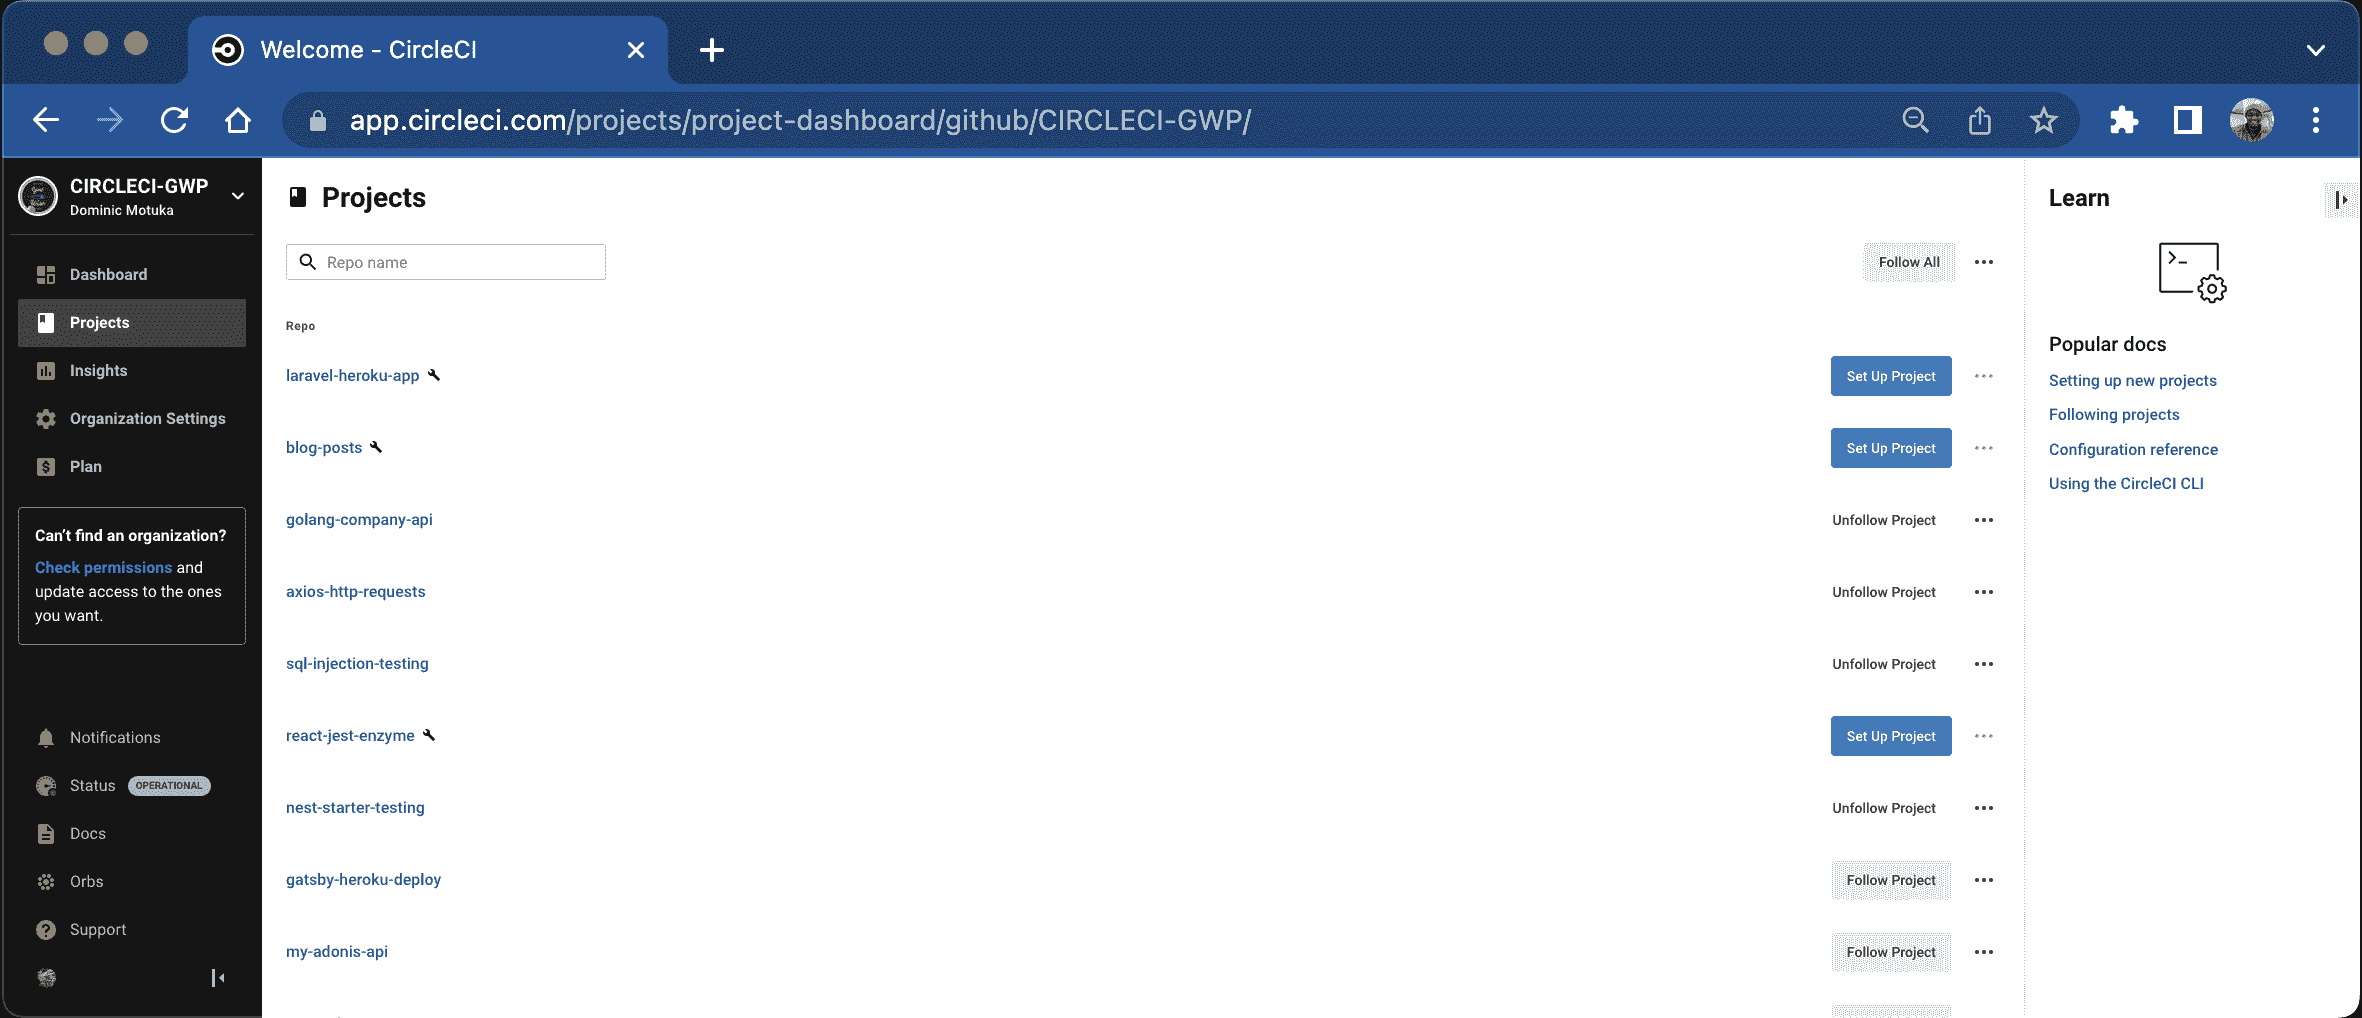 Welcome - CircleCI
app.circleci.com/projects/project-dashboard/github/CIRCLECI-GWP/
CIRCLECI-GWP
Dominic Motuka
Dashboard
Projects
Insights
Organization Settings
Plan
Can't find an organization?
Check permissions and
update access to the ones
you want.
Notifications
Status OPERATIONAL
Docs
Orbs
Support
Projects
Repo name
Follow All
Repo
laravel-heroku-app Set Up Project
blog-posts Set Up Project
golang-company-api Unfollow Project
axios-http-requests Unfollow Project
sql-injection-testing Unfollow Project
react-jest-enzyme Set Up Project
nest-starter-testing Unfollow Project
gatsby-heroku-deploy Follow Project
my-adonis-api Follow Project
Learn
Popular docs
Setting up new projects
Following projects
Configuration reference
Using the CircleCI CLI